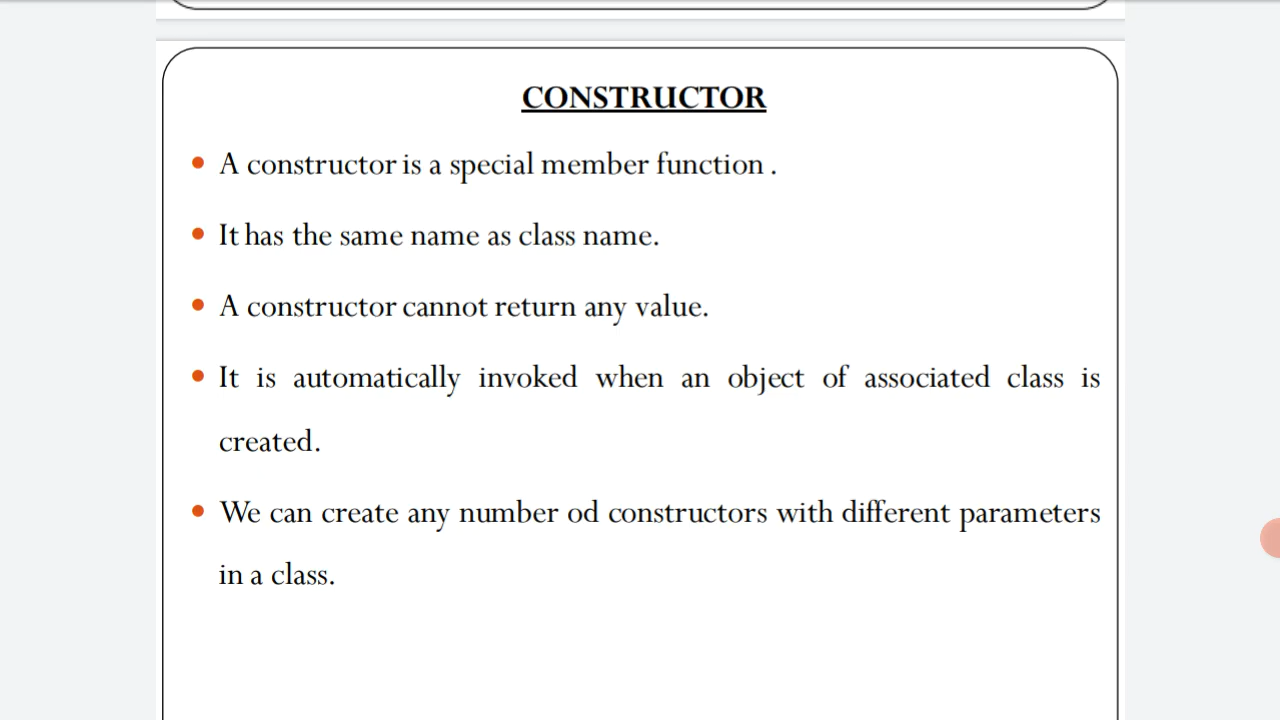 CONSTRUCTOR
A constructor is a special member function .
It has the same name as class name.
A constructor cannot return any value.
It is automatically invoked when an object of associated class is
created.
We can create any number od constructors with different parameters
in a class.